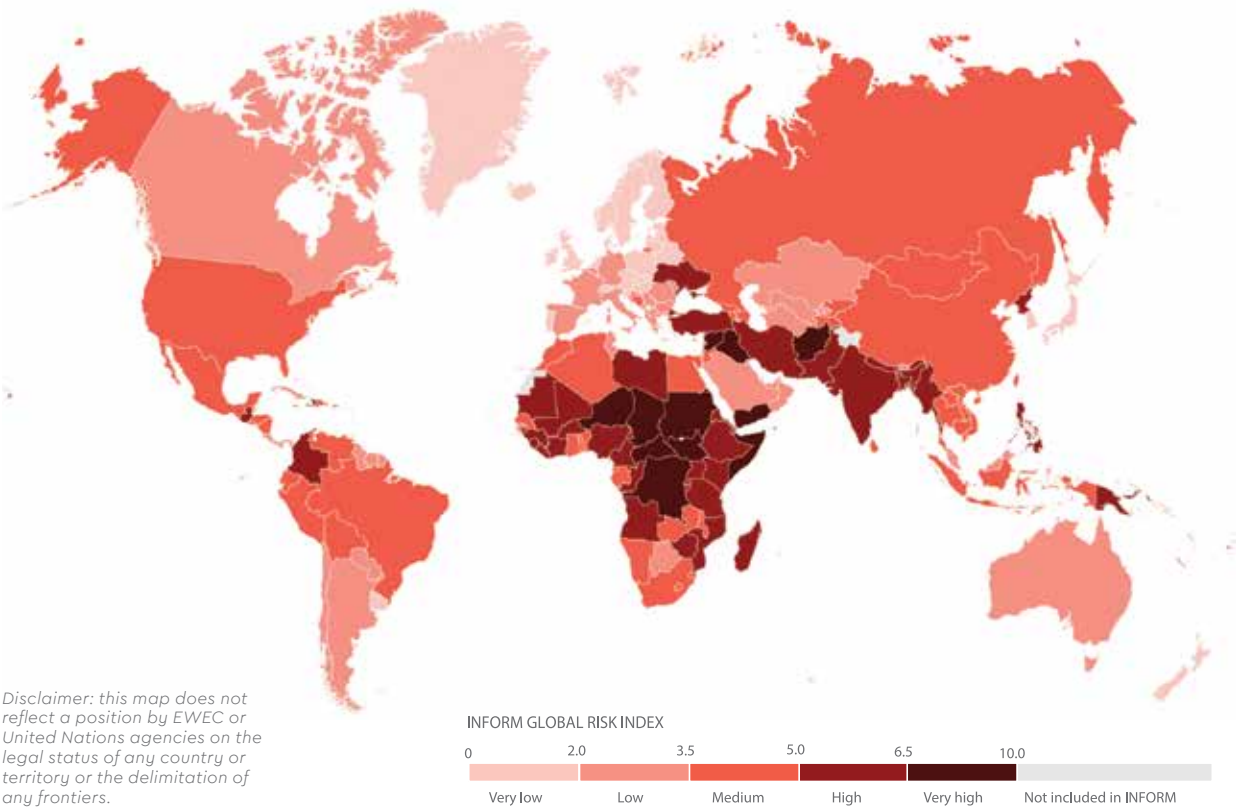 Disclaimer: this map does not
reflect a position by EWEC or
United Nations agencies on the
legal status of any country or
territory or the delimitation of
any frontiers.
INFORM GLOBAL RISK INDEX
0 2.0 3.5 5.0 6.5 10.0
Very low Low Medium High Very high Not included in INFORM